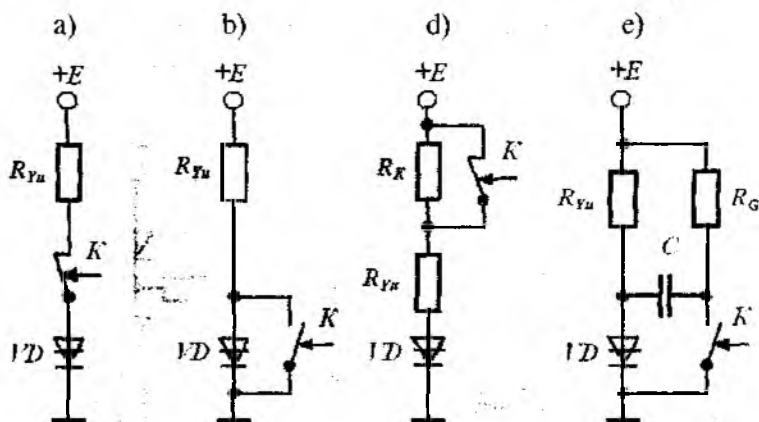 a) b) d) e)
+E +E +E +E
R_Yu K VD
R_Yu K VD
R_K K R_Yu VD
R_Yu R_G C K VD